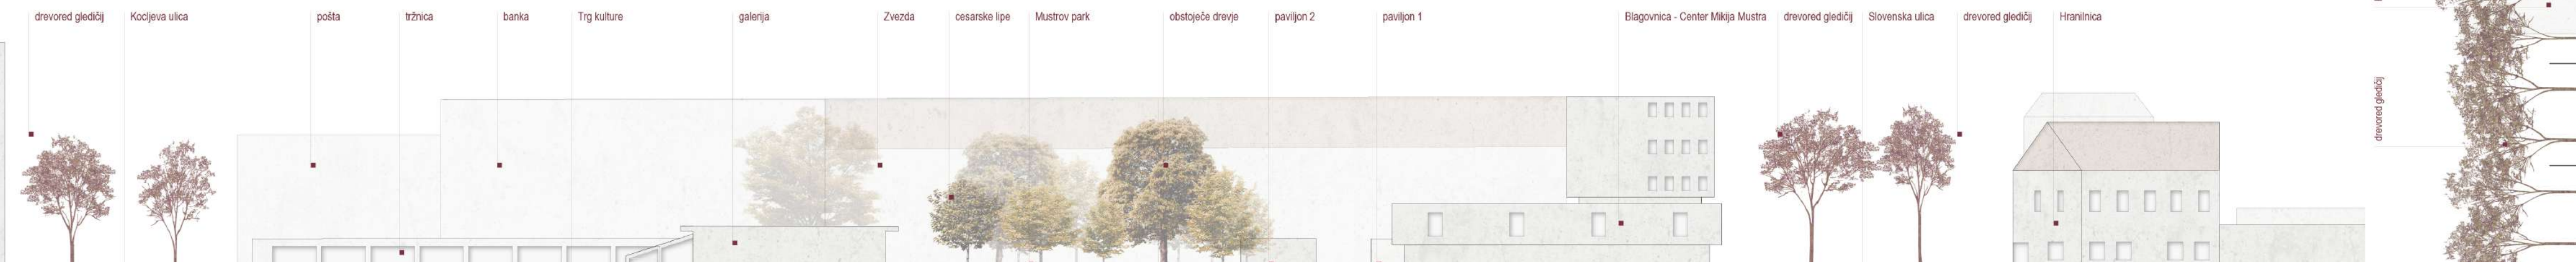 drevored gledičij
Kocljeva ulica
pošta
tržnica
banka
Trg kulture
galerija
Zvezda
cesarske lipe
Mustrov park
obstoječe drevje
paviljon 2
paviljon 1
Blagovnica - Center Mikija Mustra
drevored gledičij
Slovenska ulica
drevored gledičij
Hranilnica
drevored gledičij